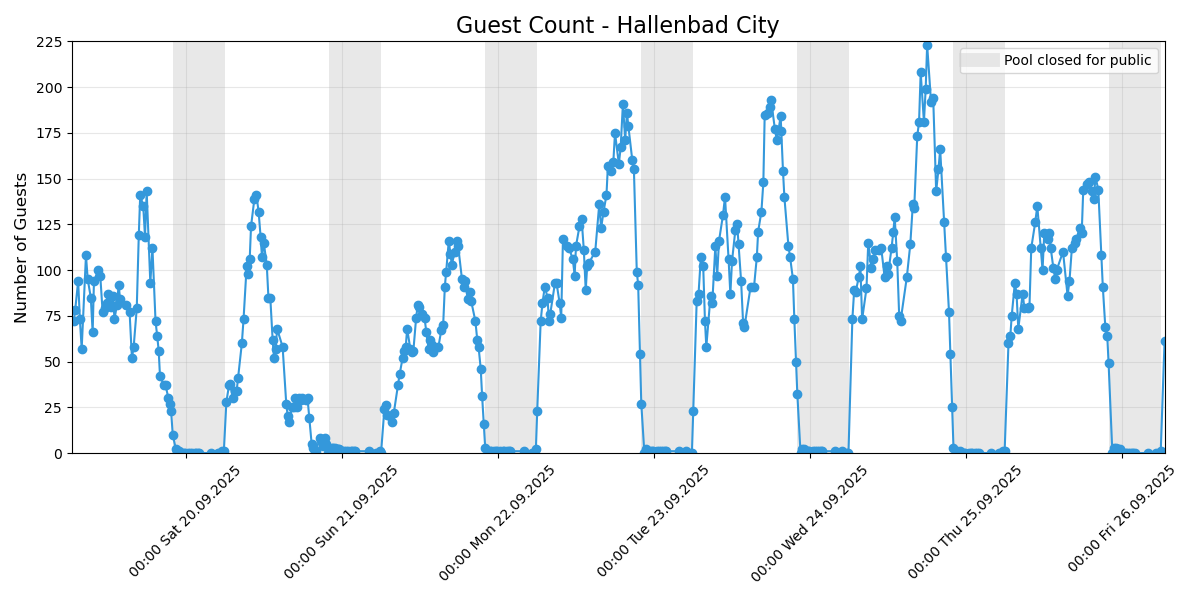 Guest Count - Hallenbad City
Number of Guests
225
200
175
150
125
100
75
50
25
0
Pool closed for public
00:00 Sat 20.09.2025
00:00 Sun 21.09.2025
00:00 Mon 22.09.2025
00:00 Tue 23.09.2025
00:00 Wed 24.09.2025
00:00 Thu 25.09.2025
00:00 Fri 26.09.2025